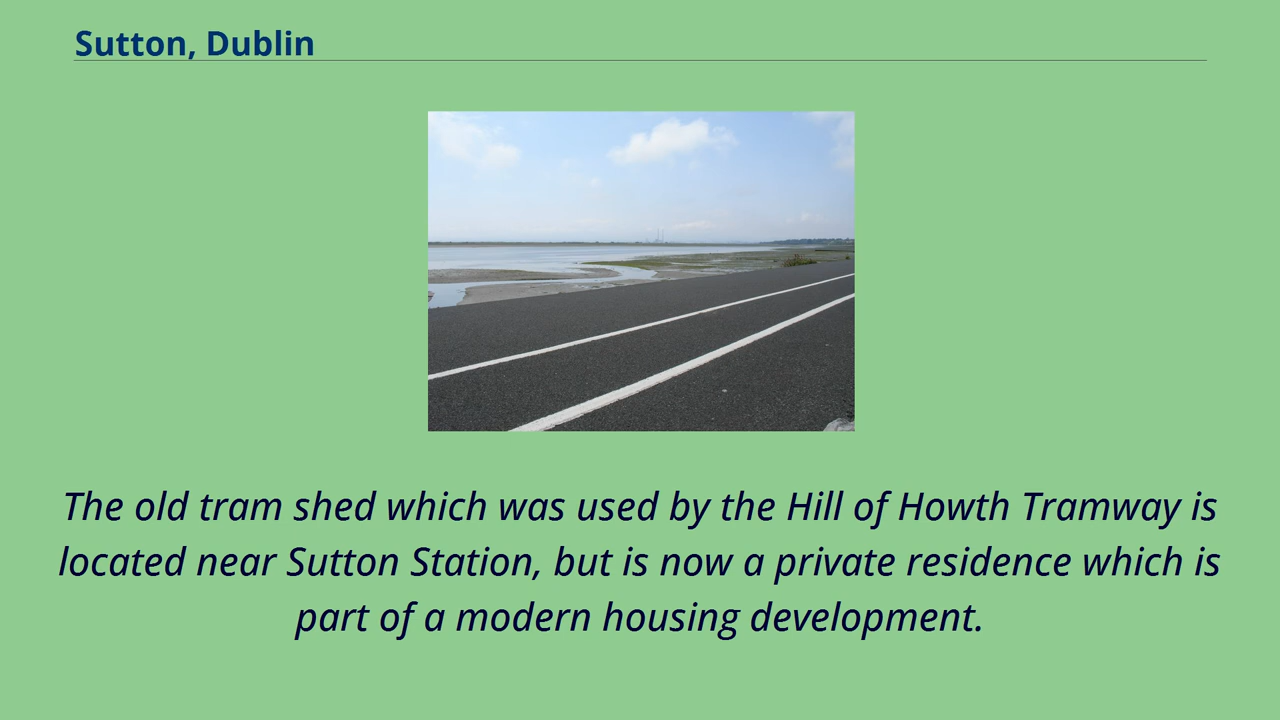 Sutton, Dublin
The old tram shed which was used by the Hill of Howth Tramway is
located near Sutton Station, but is now a private residence which is
part of a modern housing development.